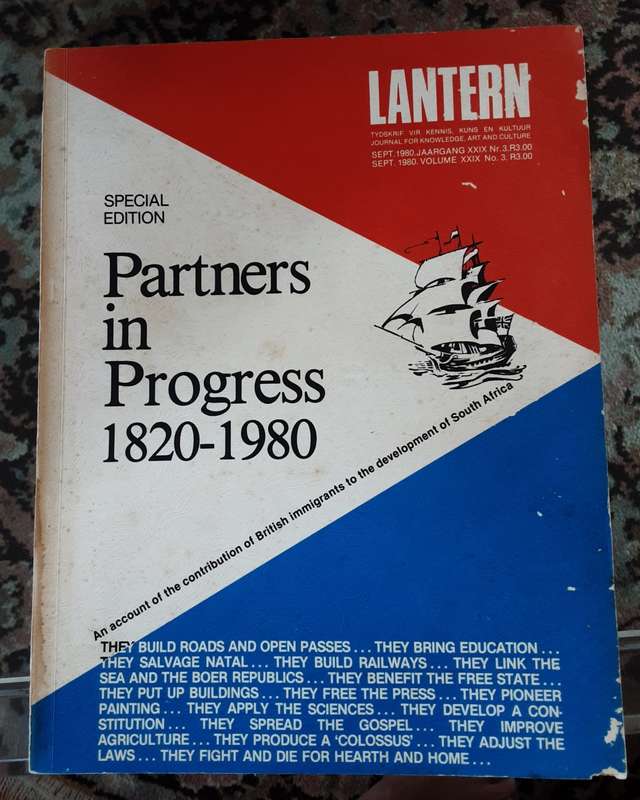 LANTERN
TYDSKRIF VIR KENNIS, KUNS EN KULTUUR
JOURNAL FOR KNOWLEDGE, ART AND CULTURE
SEPT. 1980. JAARGANG XXIX Nr. 3. R3.00
SEPT. 1980. VOLUME XXIX No. 3. R3.00
SPECIAL
EDITION
Partners
in
Progress
1820-1980
An account of the contribution of British immigrants to the development of South Africa
THEY BUILD ROADS AND OPEN PASSES . . . THEY BRING EDUCATION . . .
THEY SALVAGE NATAL . . . THEY BUILD RAILWAYS . . . THEY LINK THE
SEA AND THE BOER REPUBLICS . . . THEY BENEFIT THE FREE STATE . . .
THEY PUT UP BUILDINGS . . . THEY FREE THE PRESS . . . THEY PIONEER
PAINTING . . . THEY APPLY THE SCIENCES . . . THEY DEVELOP A CON-
STITUTION . . . THEY SPREAD THE GOSPEL . . . THEY IMPROVE
AGRICULTURE . . . THEY PRODUCE A 'COLOSSUS' . . . THEY ADJUST THE
LAWS . . . THEY FIGHT AND DIE FOR HEARTH AND HOME . . .